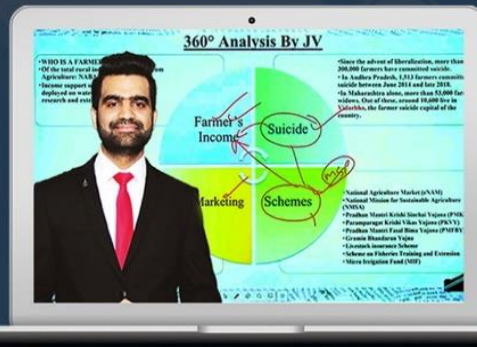 360° Analysis By JV
•WHO IS A FARME
•Of the total rural
Agriculture: NABA
•Income support
deployed on wate
research and exte
•Since the advent of liberalization, more than
300,000 farmers have committed suicide.
• In Andhra Pradesh, 1,513 farmers committe
suicide between June 2014 and late 2018.
•In Maharashtra alone, more than 53,000 far
widows. Out of these, around 10,600 live in
Vidarbha, the farmer suicide capital of the
country.
Farmer's
Income
Suicide
MSP
Marketing
Schemes
•National Agriculture Market (eNAM)
•National Mission for Sustainable Agriculture
(NMSA)
•Pradhan Mantri Krishi Sinchai Yojana (PMK
•Paramparagat Krishi Vikas Yojana (PKVY)
•Pradhan Mantri Fasal Bima Yojana (PMFBY
•Gramin Bhandaran Yojna
•Livestock insurance Scheme
•Scheme on Fisheries Training and Extension
•Micro Irrigation Fund (MIF)